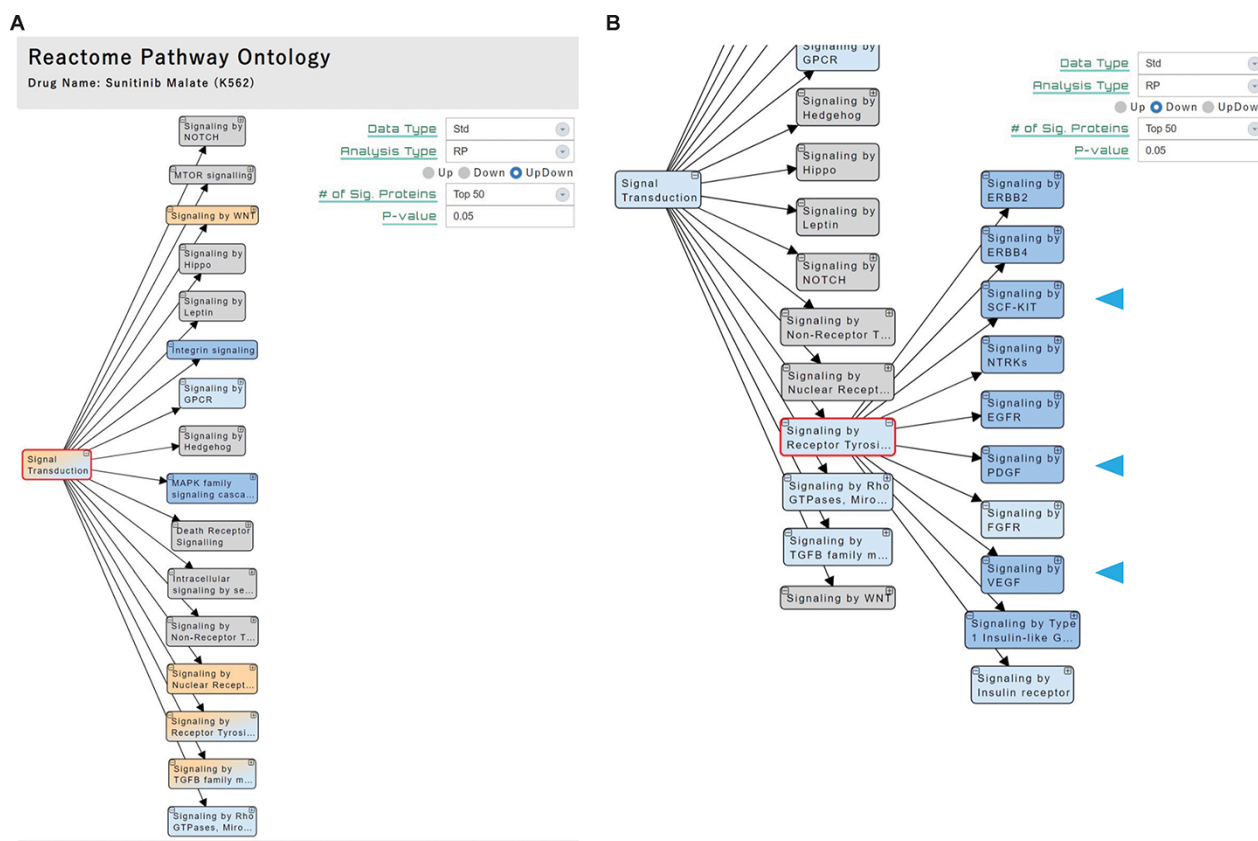 A
Reactome Pathway Ontology
Drug Name: Sunitinib Malate (K562)
Data Type
Std
Analysis Type
RP
Up
Down
UpDown
# of Sig. Proteins
Top 50
P-value
0.05
Signal
Transduction
Signaling by
NOTCH
MTOR signalling
Signaling by WNT
Signaling by
Hippo
Signaling by
Leptin
Integrin signaling
Signaling by
GPCR
Signaling by
Hedgehog
MAPK family
signaling casca...
Death Receptor
Signalling
Intracellular
signaling by se...
Signaling by
Non-Receptor T...
Signaling by
Nuclear Recept...
Signaling by
Receptor Tyrosi...
Signaling by
TGFB family m...
Signaling by Rho
GTPases, Miro...
B
Data Type
Std
Analysis Type
RP
Up
Down
UpDown
# of Sig. Proteins
Top 50
P-value
0.05
Signal
Transduction
Signaling by
GPCR
Signaling by
Hedgehog
Signaling by
Hippo
Signaling by
Leptin
Signaling by
NOTCH
Signaling by
Non-Receptor T...
Signaling by
Nuclear Recept...
Signaling by
Receptor Tyrosi...
Signaling by Rho
GTPases, Miro...
Signaling by
TGFB family m...
Signaling by WNT
Signaling by
ERBB2
Signaling by
ERBB4
Signaling by
SCF-KIT
Signaling by
NTRKs
Signaling by
EGFR
Signaling by
PDGF
Signaling by
FGFR
Signaling by
VEGF
Signaling by Type
1 Insulin-like G...
Signaling by
Insulin receptor